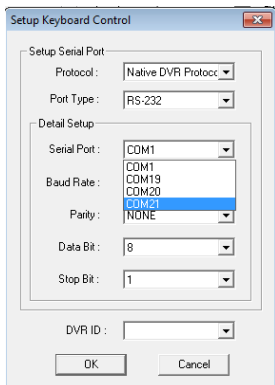 Setup Keyboard Control
Setup Serial Port
Protocol : Native DVR Protocc
Port Type : RS-232
Detail Setup
Serial Port : COM1
COM1
COM19
Baud Rate : COM20
COM21
Parity : NONE
Data Bit : 8
Stop Bit : 1
DVR ID :
OK Cancel